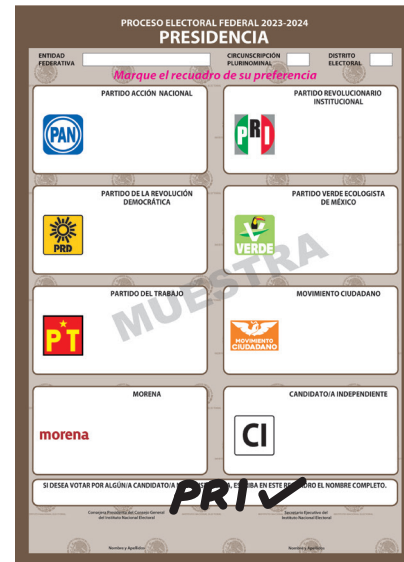 PROCESO ELECTORAL FEDERAL 2023-2024
PRESIDENCIA
ENTIDAD FEDERATIVA
CIRCUNSCRIPCIÓN PLURINOMINAL
DISTRITO ELECTORAL
Marque el recuadro de su preferencia
PARTIDO ACCIÓN NACIONAL
PAN
PARTIDO REVOLUCIONARIO
INSTITUCIONAL
PRI
PARTIDO DE LA REVOLUCIÓN
DEMOCRÁTICA
PRD
PARTIDO VERDE ECOLOGISTA
DE MÉXICO
VERDE
MUESTRA
PARTIDO DEL TRABAJO
PT
MOVIMIENTO CIUDADANO
MOVIMIENTO
CIUDADANO
MORENA
morena
CANDIDATO/A INDEPENDIENTE
CI
SI DESEA VOTAR POR ALGÚN/A CANDIDATO/A ESCRIBA EN ESTE EL NOMBRE COMPLETO.
PRI ✓
Consejera Presidenta del Consejo General
del Instituto Nacional Electoral
Secretario Ejecutivo del
Instituto Nacional Electoral
Nombre y Apellidos
Nombre y Apellidos